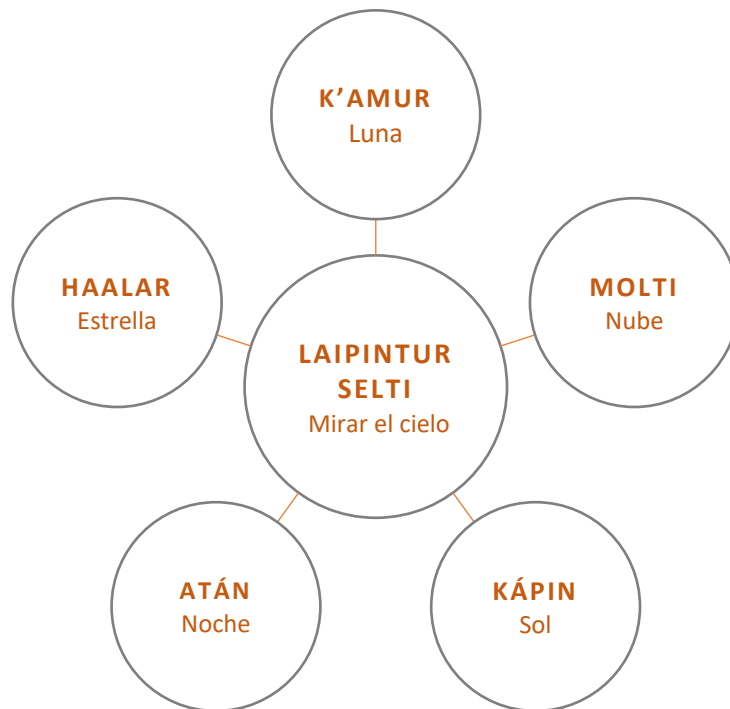 K’AMUR
Luna
HAALAR
Estrella
MOLTI
Nube
LAIPINTUR
SELTI
Mirar el cielo
ATÁN
Noche
KÁPIN
Sol